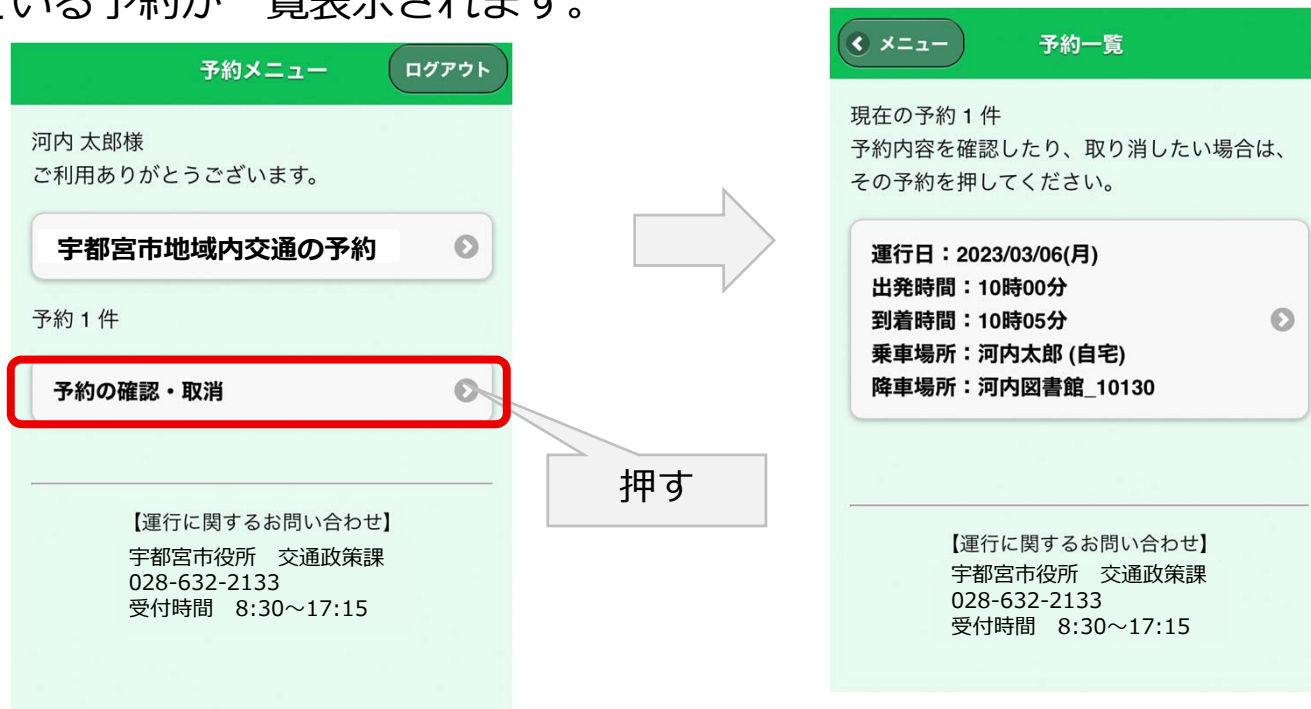 いる予約が一覧表示されます。
予約メニュー
ログアウト
河内 太郎様
ご利用ありがとうございます。
宇都宮市地域内交通の予約
予約 1 件
予約の確認・取消
押す
【運行に関するお問い合わせ】
宇都宮市役所　交通政策課
028-632-2133
受付時間　8:30～17:15
メニュー
予約一覧
現在の予約 1 件
予約内容を確認したり、取り消したい場合は、
その予約を押してください。
運行日：2023/03/06(月)
出発時間：10時00分
到着時間：10時05分
乗車場所：河内太郎 (自宅)
降車場所：河内図書館_10130
【運行に関するお問い合わせ】
宇都宮市役所　交通政策課
028-632-2133
受付時間　8:30～17:15